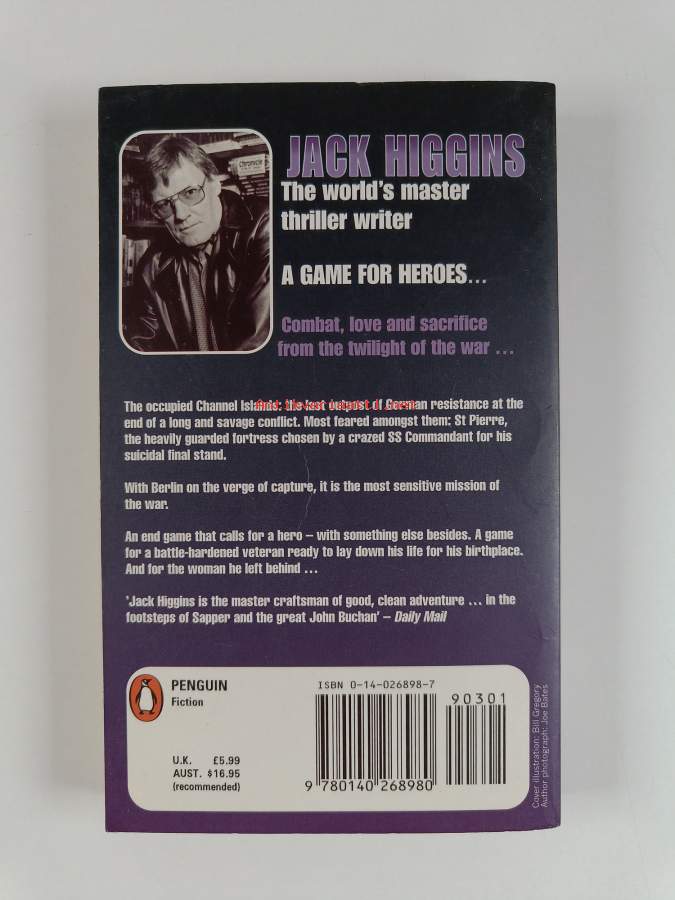 Chronicle
JACK HIGGINS
The world's master
thriller writer
A GAME FOR HEROES...
Combat, love and sacrifice
from the twilight of the war ...
The occupied Channel Islands: the last outpost of German resistance at the
end of a long and savage conflict. Most feared amongst them: St Pierre,
the heavily guarded fortress chosen by a crazed SS Commandant for his
suicidal final stand.
With Berlin on the verge of capture, it is the most sensitive mission of
the war.
An end game that calls for a hero – with something else besides. A game
for a battle-hardened veteran ready to lay down his life for his birthplace.
And for the woman he left behind ...
'Jack Higgins is the master craftsman of good, clean adventure ... in the
footsteps of Sapper and the great John Buchan' – Daily Mail
PENGUIN
Fiction
U.K. £5.99
AUST. $16.95
(recommended)
ISBN 0-14-026898-7
90301
9 780140 268980
Cover illustration: Bill Gregory
Author photograph: Joe Bates